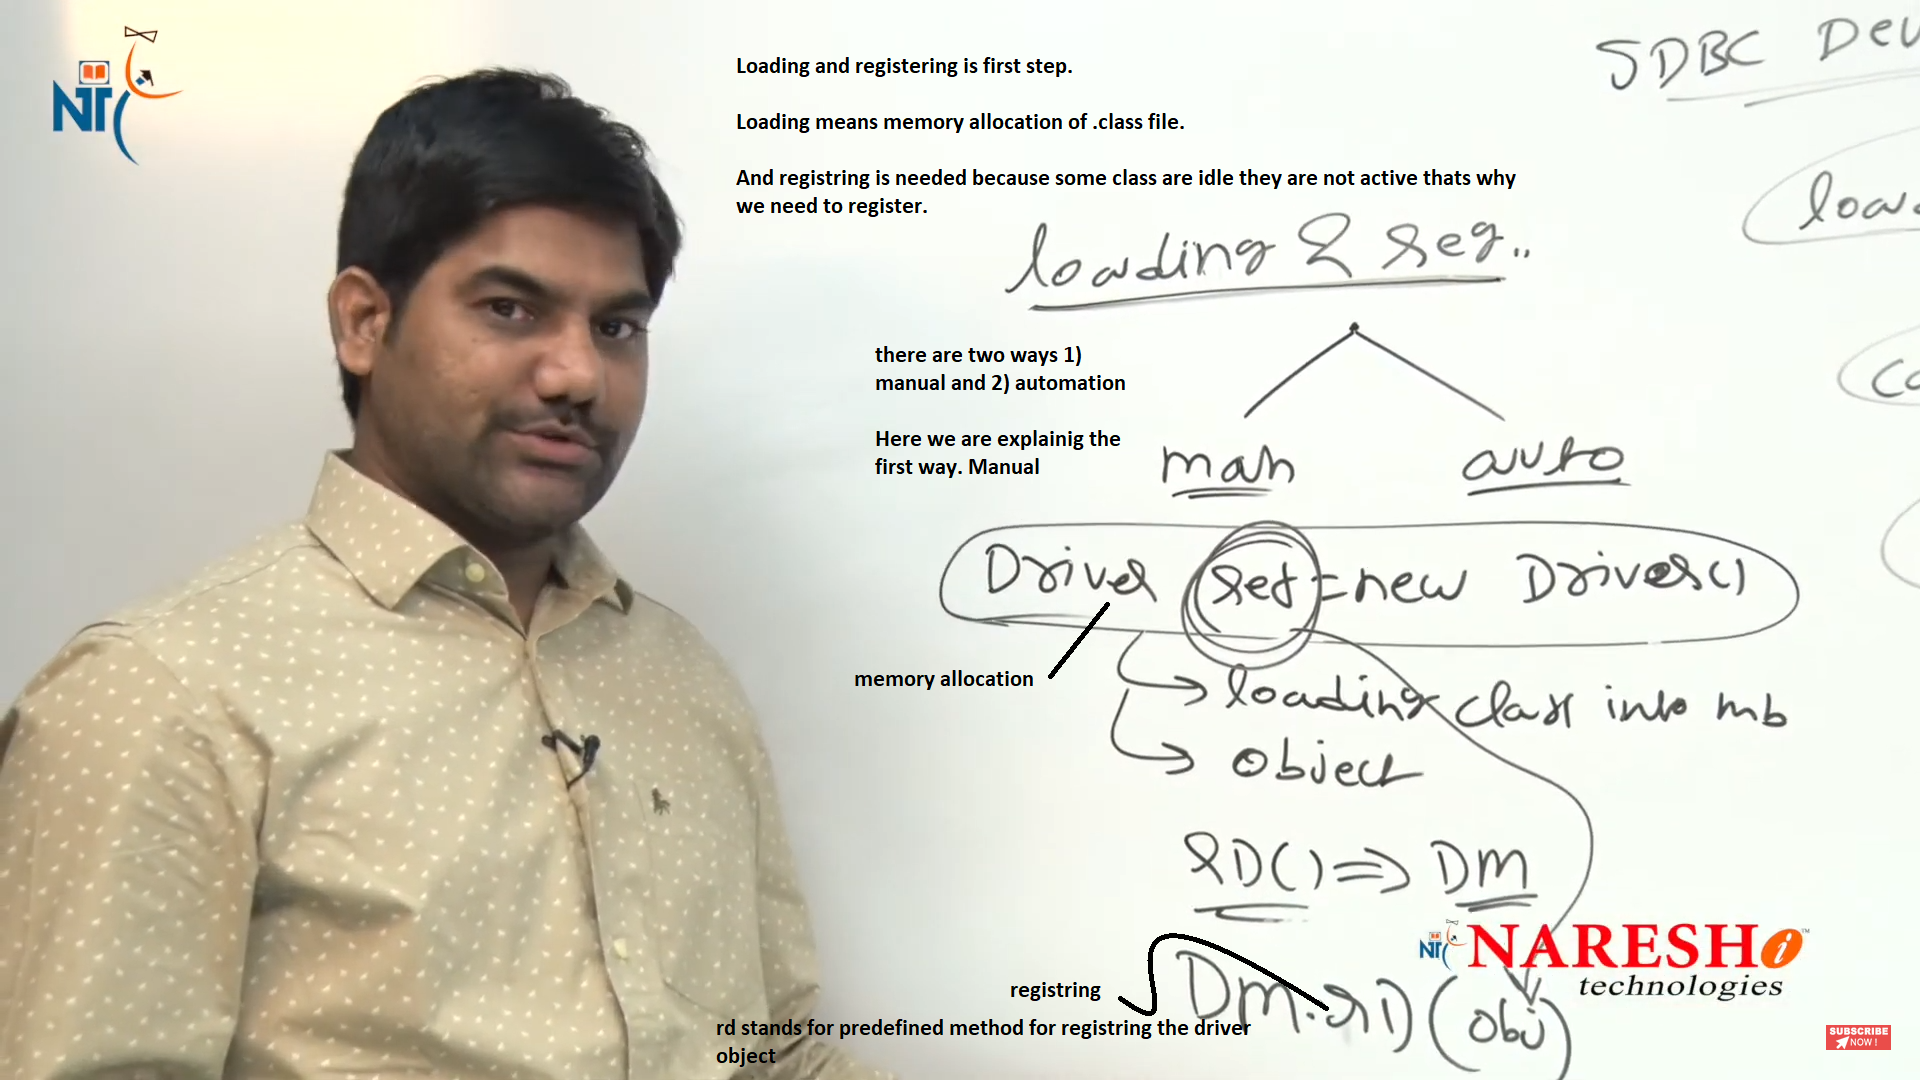 NT
Loading and registering is first step.
Loading means memory allocation of .class file.
And registring is needed because some class are idle they are not active thats why
we need to register.
loading & reg..
there are two ways 1)
manual and 2) automation
Here we are explainig the
first way. Manual
man
auto
Driver ref = new Driver()
memory allocation
loading class into mb
object
RD() => DM
NARESH i
technologies
registring
DM.rD(obj)
rd stands for predefined method for registring the driver
object
SUBSCRIBE
NOW !